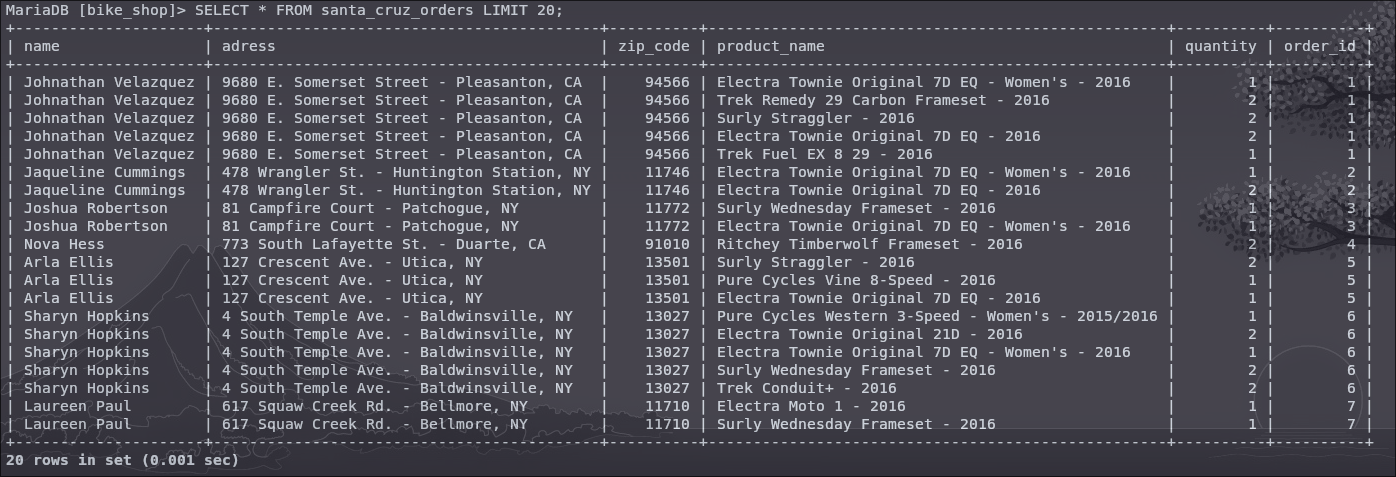 MariaDB [bike_shop]> SELECT * FROM santa_cruz_orders LIMIT 20;
| name | adress | zip_code | product_name | quantity | order_id |
| Johnathan Velazquez | 9680 E. Somerset Street - Pleasanton, CA | 94566 | Electra Townie Original 7D EQ - Women's - 2016 | 1 | 1 |
| Johnathan Velazquez | 9680 E. Somerset Street - Pleasanton, CA | 94566 | Trek Remedy 29 Carbon Frameset - 2016 | 2 | 1 |
| Johnathan Velazquez | 9680 E. Somerset Street - Pleasanton, CA | 94566 | Surly Straggler - 2016 | 2 | 1 |
| Johnathan Velazquez | 9680 E. Somerset Street - Pleasanton, CA | 94566 | Electra Townie Original 7D EQ - 2016 | 2 | 1 |
| Johnathan Velazquez | 9680 E. Somerset Street - Pleasanton, CA | 94566 | Trek Fuel EX 8 29 - 2016 | 1 | 1 |
| Jaqueline Cummings | 478 Wrangler St. - Huntington Station, NY | 11746 | Electra Townie Original 7D EQ - Women's - 2016 | 1 | 2 |
| Jaqueline Cummings | 478 Wrangler St. - Huntington Station, NY | 11746 | Electra Townie Original 7D EQ - 2016 | 2 | 2 |
| Joshua Robertson | 81 Campfire Court - Patchogue, NY | 11772 | Surly Wednesday Frameset - 2016 | 1 | 3 |
| Joshua Robertson | 81 Campfire Court - Patchogue, NY | 11772 | Electra Townie Original 7D EQ - Women's - 2016 | 1 | 3 |
| Nova Hess | 773 South Lafayette St. - Duarte, CA | 91010 | Ritchey Timberwolf Frameset - 2016 | 2 | 4 |
| Arla Ellis | 127 Crescent Ave. - Utica, NY | 13501 | Surly Straggler - 2016 | 2 | 5 |
| Arla Ellis | 127 Crescent Ave. - Utica, NY | 13501 | Pure Cycles Vine 8-Speed - 2016 | 1 | 5 |
| Arla Ellis | 127 Crescent Ave. - Utica, NY | 13501 | Electra Townie Original 7D EQ - 2016 | 1 | 5 |
| Sharyn Hopkins | 4 South Temple Ave. - Baldwinsville, NY | 13027 | Pure Cycles Western 3-Speed - Women's - 2015/2016 | 1 | 6 |
| Sharyn Hopkins | 4 South Temple Ave. - Baldwinsville, NY | 13027 | Electra Townie Original 21D - 2016 | 2 | 6 |
| Sharyn Hopkins | 4 South Temple Ave. - Baldwinsville, NY | 13027 | Electra Townie Original 7D EQ - Women's - 2016 | 1 | 6 |
| Sharyn Hopkins | 4 South Temple Ave. - Baldwinsville, NY | 13027 | Surly Wednesday Frameset - 2016 | 2 | 6 |
| Sharyn Hopkins | 4 South Temple Ave. - Baldwinsville, NY | 13027 | Trek Conduit+ - 2016 | 2 | 6 |
| Laureen Paul | 617 Squaw Creek Rd. - Bellmore, NY | 11710 | Electra Moto 1 - 2016 | 1 | 7 |
| Laureen Paul | 617 Squaw Creek Rd. - Bellmore, NY | 11710 | Surly Wednesday Frameset - 2016 | 1 | 7 |
20 rows in set (0.001 sec)